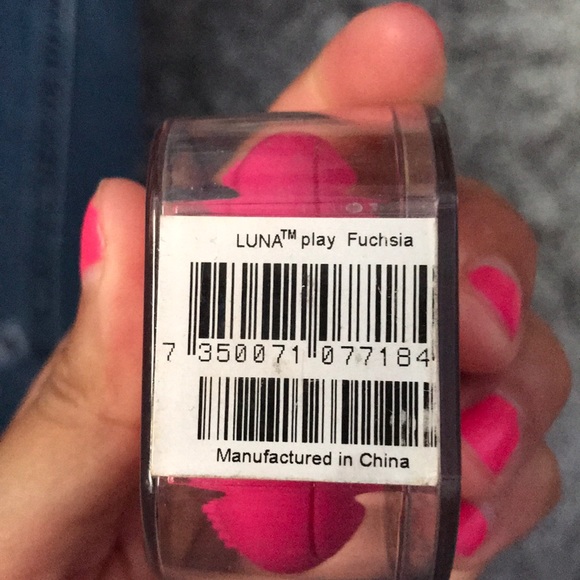 LUNA™ play Fuchsia
7 350071 077184
Manufactured in China